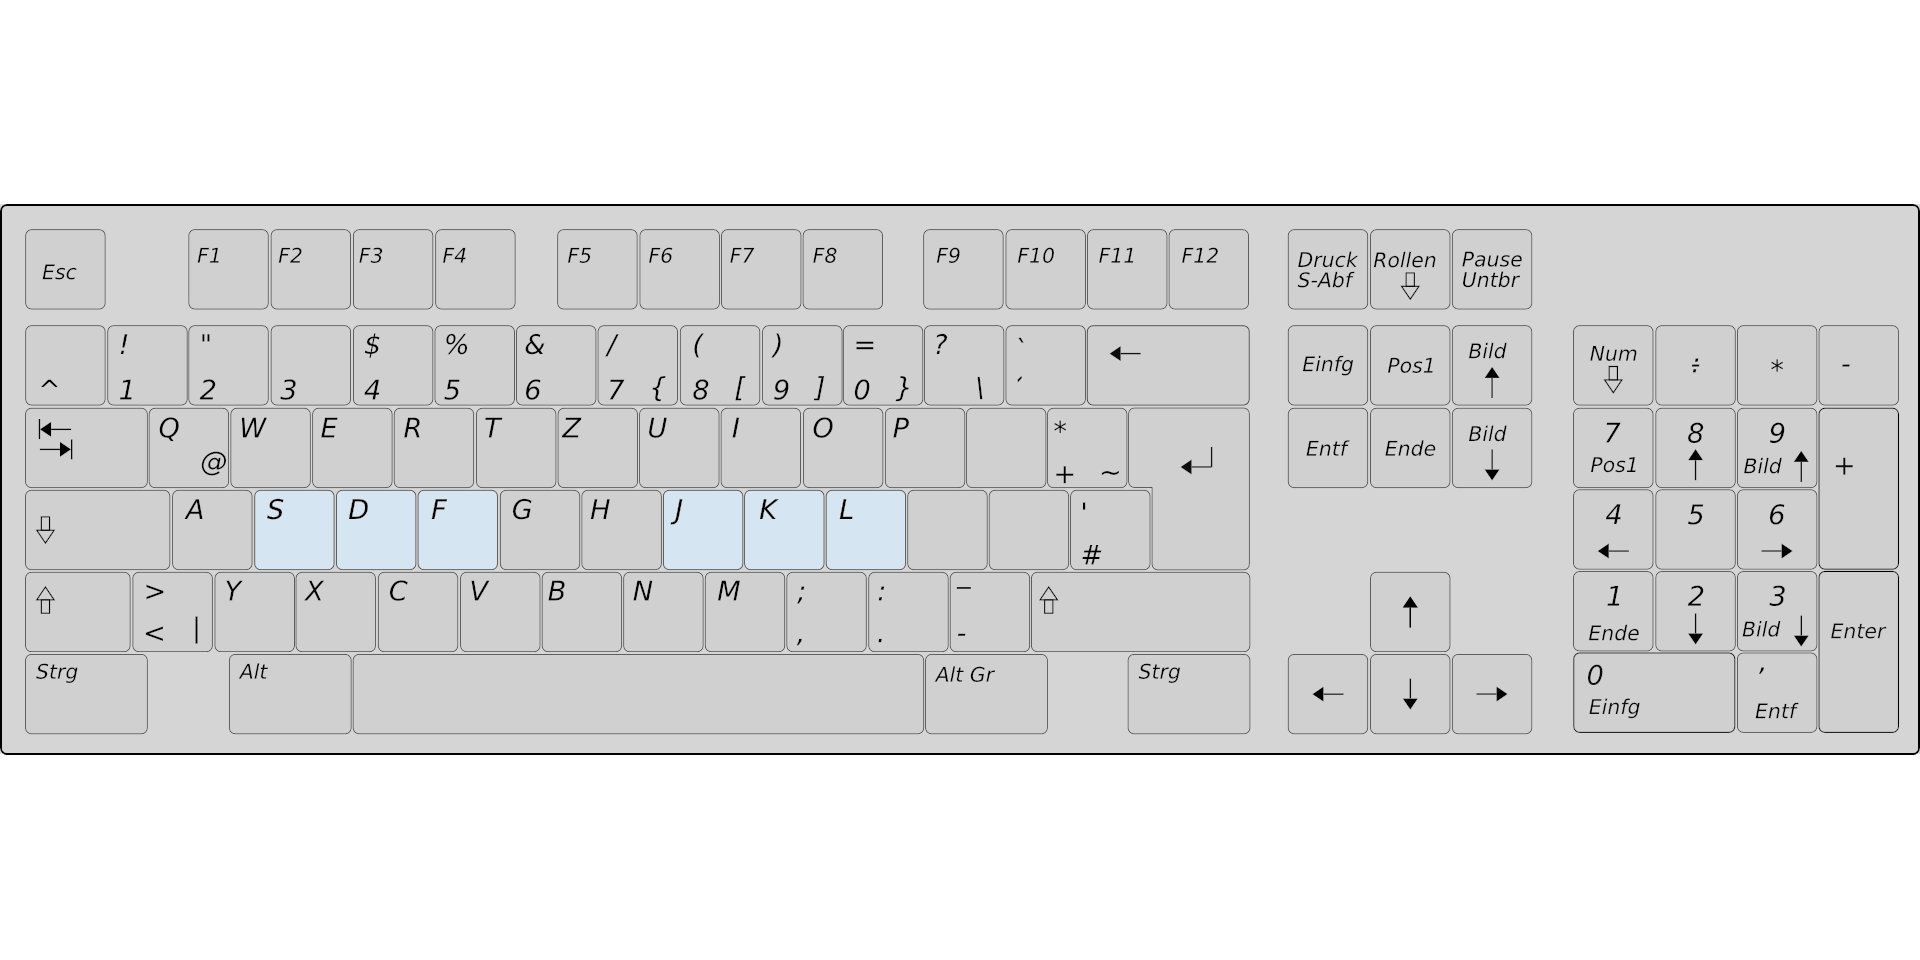 Esc F1 F2 F3 F4 F5 F6 F7 F8 F9 F10 F11 F12 Druck Rollen Pause
S-Abf Untbr
! " $ % & / ( ) = ? `
^ 1 2 3 4 5 6 7 { 8 [ 9 ] 0 } \ ´
Einfg Pos1 Bild Num ÷ * -
Q W E R T Z U I O P *
@ + ~
Entf Ende Bild 7 8 9 +
Pos1 Bild
A S D F G H J K L '
#
4 5 6
> Y X C V B N M ; : _
< | , . -
1 2 3 Enter
Ende Bild
Strg Alt Alt Gr Strg
0 ,
Einfg Entf